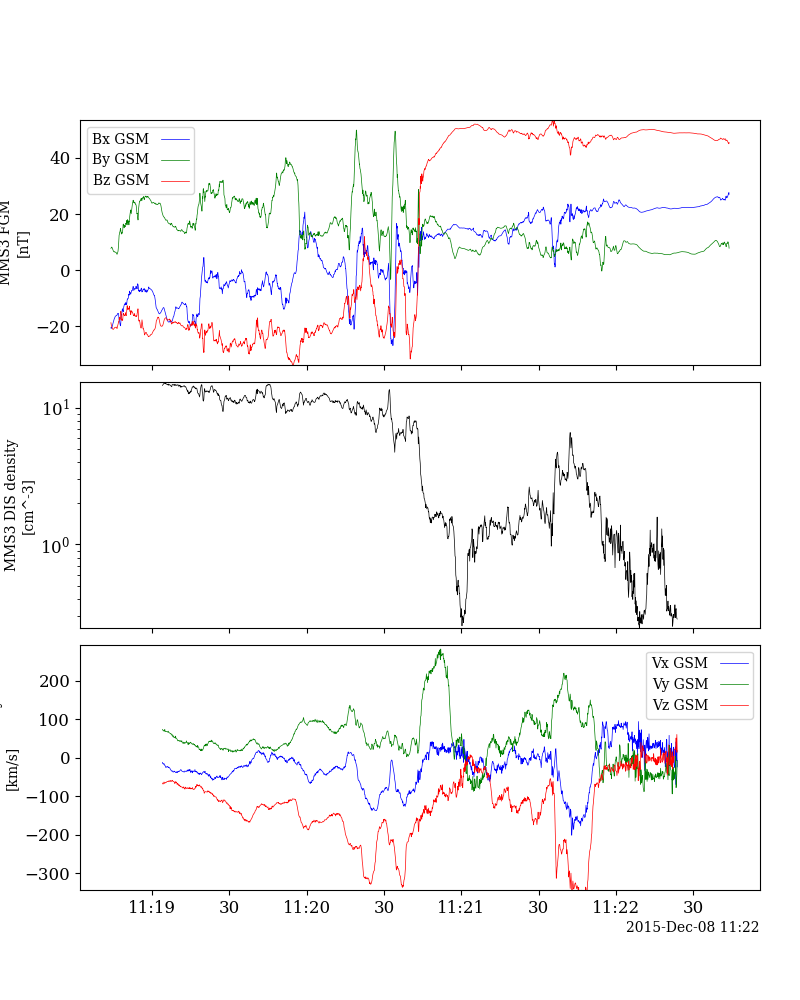 Bx GSM
By GSM
Bz GSM
40
20
0
−20
MMS3 FGM
[nT]
10^1
10^0
MMS3 DIS density
[cm^-3]
Vx GSM
Vy GSM
Vz GSM
200
100
0
−100
−200
−300
[km/s]
11:19
30
11:20
30
11:21
30
11:22
30
2015-Dec-08 11:22